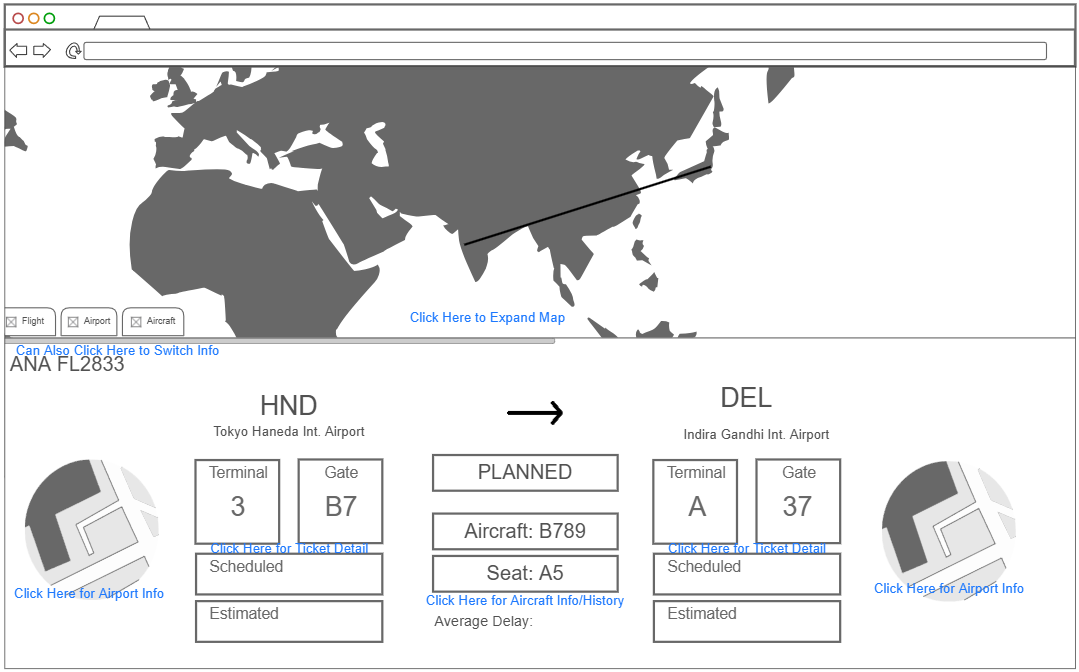 Flight
Airport
Aircraft
Click Here to Expand Map
Can Also Click Here to Switch Info
ANA FL2833
HND
Tokyo Haneda Int. Airport
DEL
Indira Gandhi Int. Airport
Terminal
3
Gate
B7
Click Here for Ticket Detail
Scheduled
Estimated
Click Here for Airport Info
PLANNED
Aircraft: B789
Seat: A5
Click Here for Aircraft Info/History
Average Delay:
Terminal
A
Gate
37
Click Here for Ticket Detail
Scheduled
Estimated
Click Here for Airport Info